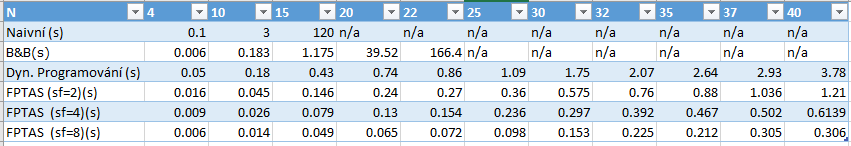 N 4 10 15 20 22 25 30 32 35 37 40
Naivní (s) 0.1 3 120 n/a n/a n/a n/a n/a n/a n/a n/a
B&B(s) 0.006 0.183 1.175 39.52 166.4 n/a n/a n/a n/a n/a n/a
Dyn. Programování (s) 0.05 0.18 0.43 0.74 0.86 1.09 1.75 2.07 2.64 2.93 3.78
FPTAS (sf=2)(s) 0.016 0.045 0.146 0.24 0.27 0.36 0.575 0.76 0.88 1.036 1.21
FPTAS (sf=4)(s) 0.009 0.026 0.079 0.13 0.154 0.236 0.297 0.392 0.467 0.502 0.6139
FPTAS (sf=8)(s) 0.006 0.014 0.049 0.065 0.072 0.098 0.153 0.225 0.212 0.305 0.306